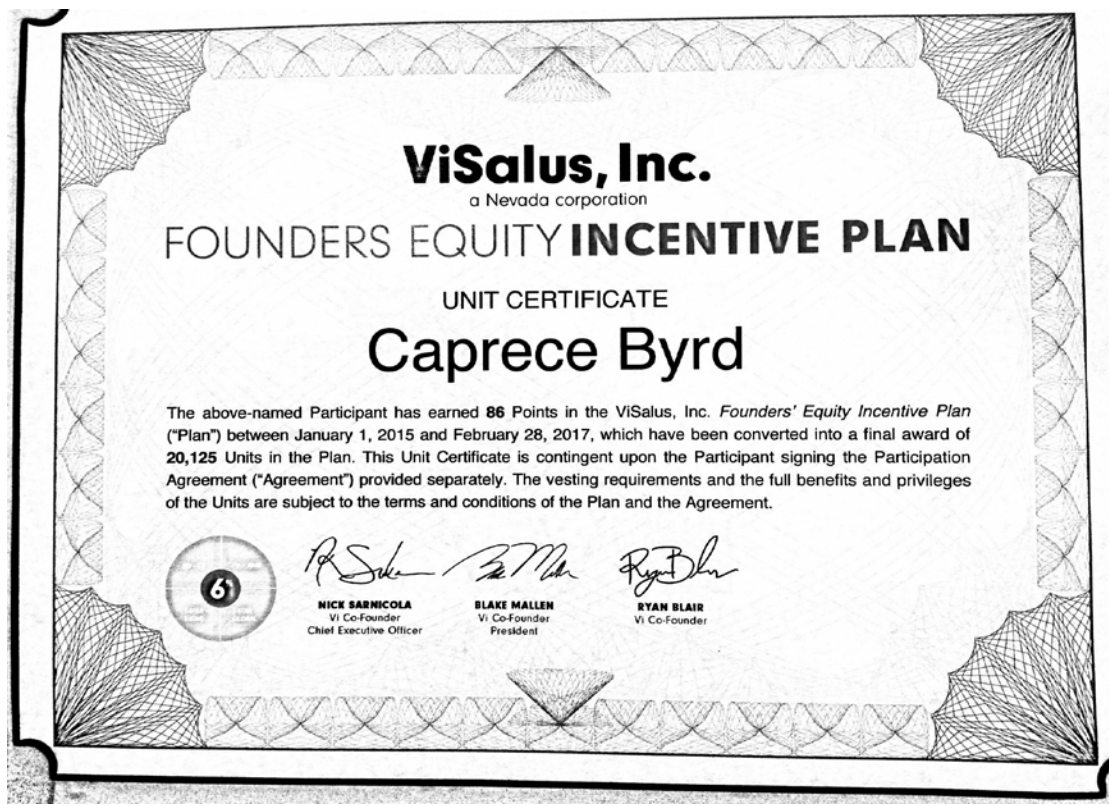 ViSalus, Inc.
a Nevada corporation
FOUNDERS EQUITY INCENTIVE PLAN
UNIT CERTIFICATE
Caprece Byrd
The above-named Participant has earned 86 Points in the ViSalus, Inc. Founders' Equity Incentive Plan
("Plan") between January 1, 2015 and February 28, 2017, which have been converted into a final award of
20,125 Units in the Plan. This Unit Certificate is contingent upon the Participant signing the Participation
Agreement ("Agreement") provided separately. The vesting requirements and the full benefits and privileges
of the Units are subject to the terms and conditions of the Plan and the Agreement.
NICK SARNICOLA
Vi Co-Founder
Chief Executive Officer
BLAKE MALLEN
Vi Co-Founder
President
RYAN BLAIR
Vi Co-Founder